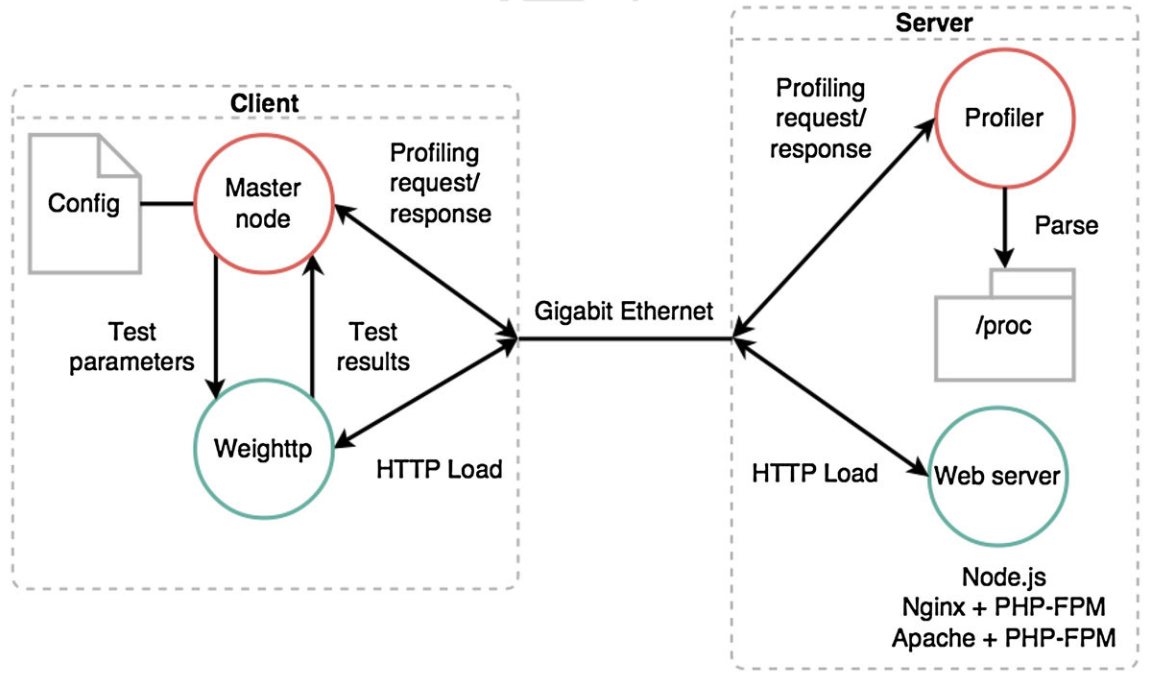 Server
Client
Config
Master
node
Profiling
request/
response
Test
parameters
Test
results
Weighttp
HTTP Load
Gigabit Ethernet
Profiling
request/
response
Profiler
Parse
/proc
HTTP Load
Web server
Node.js
Nginx + PHP-FPM
Apache + PHP-FPM